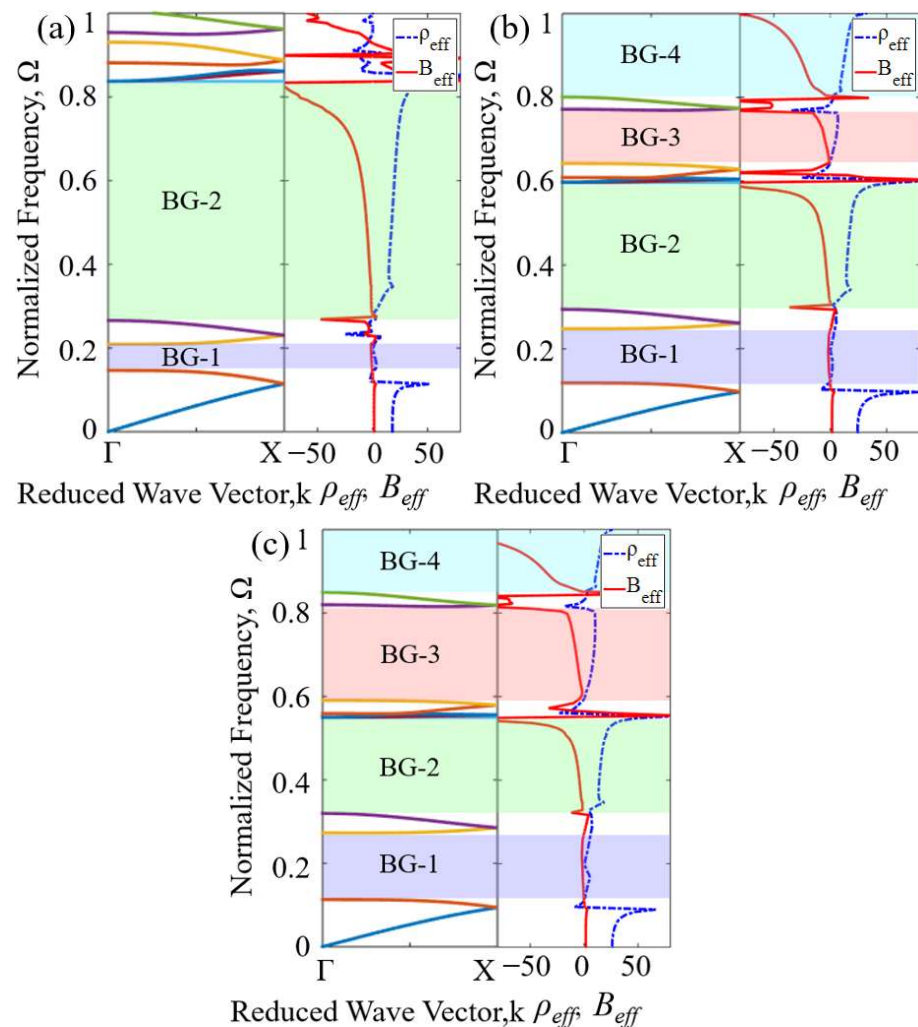 (a)
Normalized Frequency, Ω
1
0.8
0.6
0.4
0.2
0
BG-2
BG-1
ρeff
Beff
Γ
X
−50
0
50
Reduced Wave Vector,k ρeff, Beff
(b)
Normalized Frequency, Ω
1
0.8
0.6
0.4
0.2
0
BG-4
BG-3
BG-2
BG-1
ρeff
Beff
Γ
X
−50
0
50
Reduced Wave Vector,k ρeff, Beff
(c)
Normalized Frequency, Ω
1
0.8
0.6
0.4
0.2
0
BG-4
BG-3
BG-2
BG-1
ρeff
Beff
Γ
X
−50
0
50
Reduced Wave Vector,k ρeff, Beff